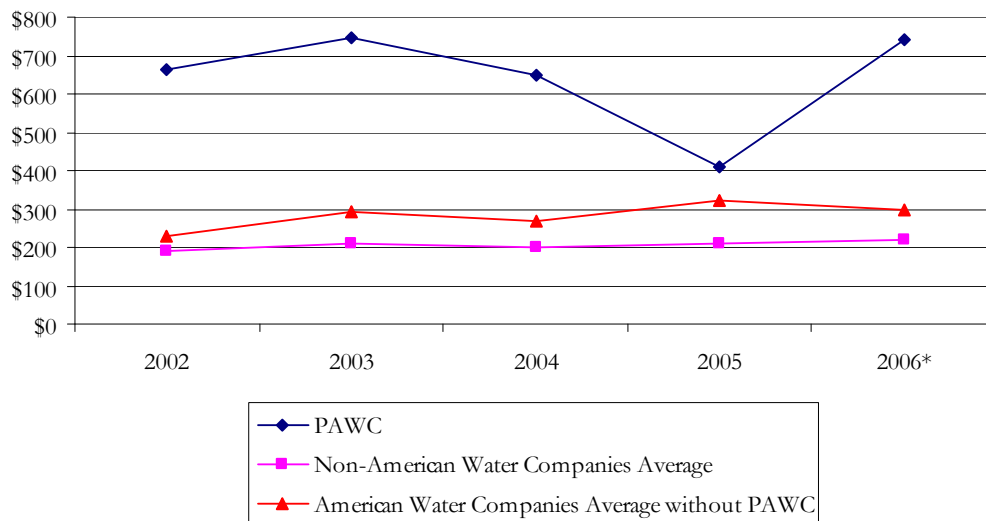 $800
$700
$600
$500
$400
$300
$200
$100
$0
2002 2003 2004 2005 2006*
PAWC
Non-American Water Companies Average
American Water Companies Average without PAWC